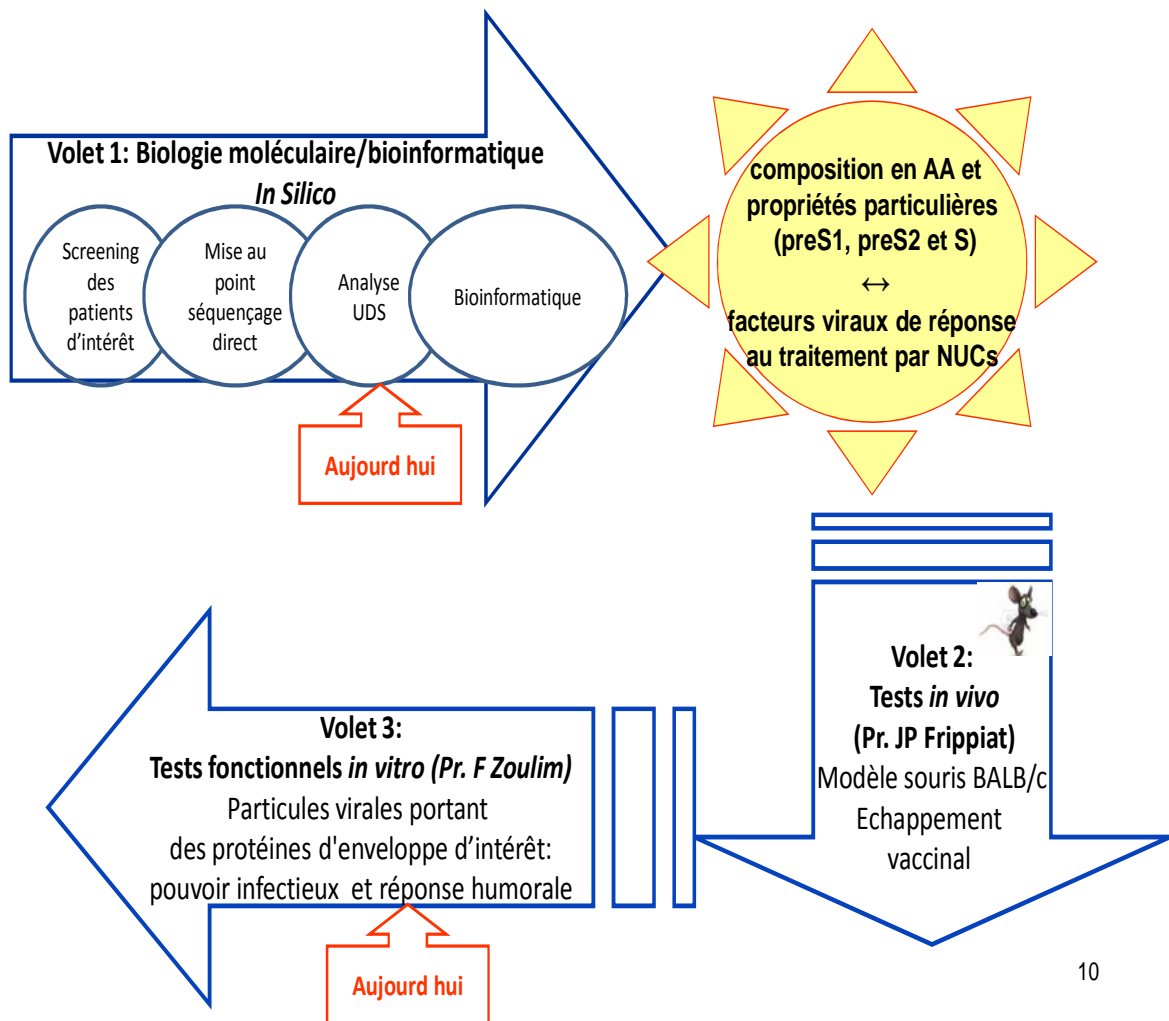 Volet 1: Biologie moléculaire/bioinformatique
In Silico
Screening
des
patients
d’intérêt
Mise au
point
séquençage
direct
Analyse
UDS
Bioinformatique
Aujourd hui
composition en AA et
propriétés particulières
(preS1, preS2 et S)
↔
facteurs viraux de réponse
au traitement par NUCs
Volet 2:
Tests in vivo
(Pr. JP Frippiat)
Modèle souris BALB/c
Echappement
vaccinal
Volet 3:
Tests fonctionnels in vitro (Pr. F Zoulim)
Particules virales portant
des protéines d'enveloppe d’intérêt:
pouvoir infectieux et réponse humorale
Aujourd hui
10